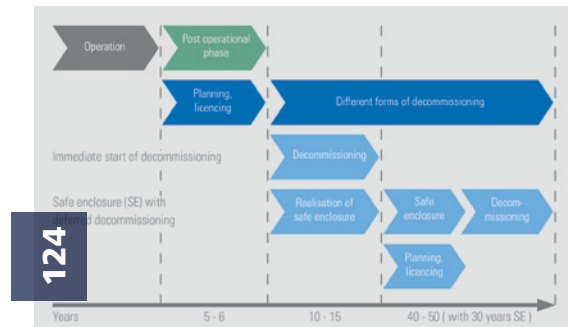 Operation
Post operational
phase
Planning,
licencing
Different forms of decommissioning
Immediate start of decommissioning
Decommissioning
Safe enclosure (SE) with
deferred decommissioning
Realisation of
safe enclosure
Safe
enclosure
Decom-
missioning
Planning,
licencing
124
Years
5 - 6
10 - 15
40 - 50 ( with 30 years SE )